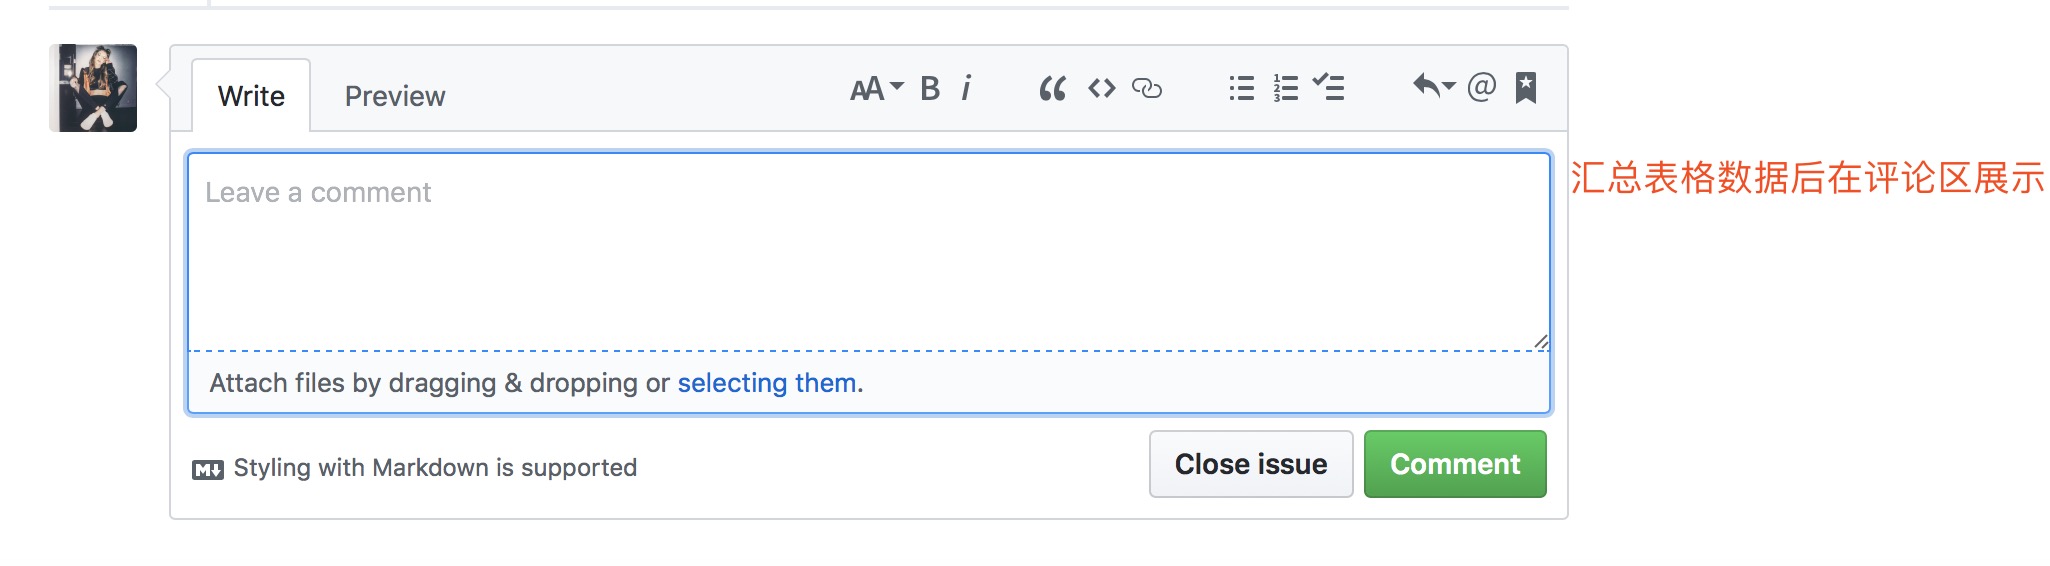 Write
Preview
AA B i @
汇总表格数据后在评论区展示
Leave a comment
Attach files by dragging & dropping or selecting them.
M Styling with Markdown is supported
Close issue
Comment